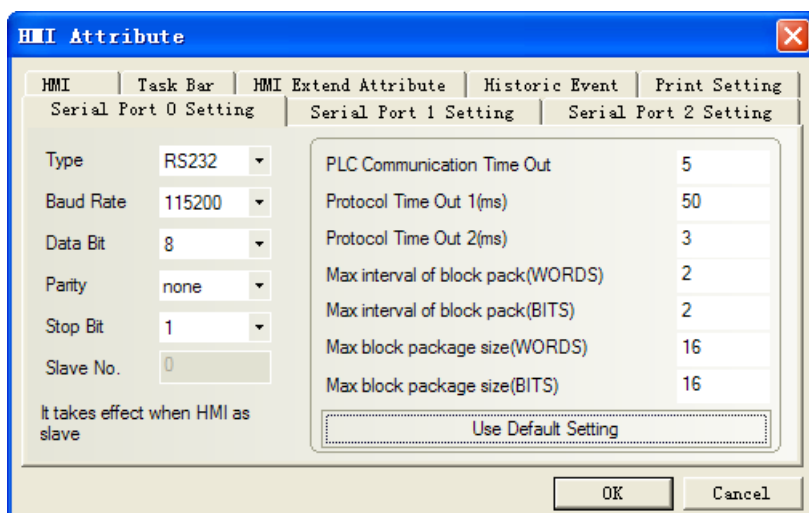 HMI Attribute
HMI
Task Bar
HMI Extend Attribute
Historic Event
Print Setting
Serial Port 0 Setting
Serial Port 1 Setting
Serial Port 2 Setting
Type RS232
Baud Rate 115200
Data Bit 8
Parity none
Stop Bit 1
Slave No. 0
It takes effect when HMI as
slave
PLC Communication Time Out 5
Protocol Time Out 1(ms) 50
Protocol Time Out 2(ms) 3
Max interval of block pack(WORDS) 2
Max interval of block pack(BITS) 2
Max block package size(WORDS) 16
Max block package size(BITS) 16
Use Default Setting
OK
Cancel